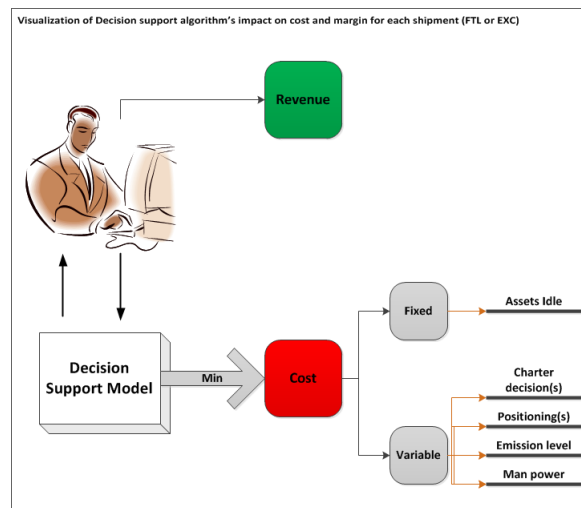 Visualization of Decision support algorithm's impact on cost and margin for each shipment (FTL or EXC)
Revenue
Decision
Support Model
Min
Cost
Fixed
Assets Idle
Variable
Charter
decision(s)
Positioning(s)
Emission level
Man power